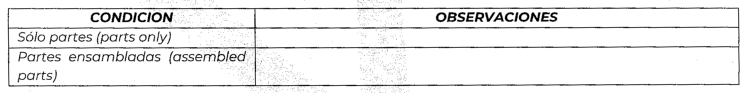 CONDICION OBSERVACIONES
Sólo partes (parts only)
Partes ensambladas (assembled
parts)